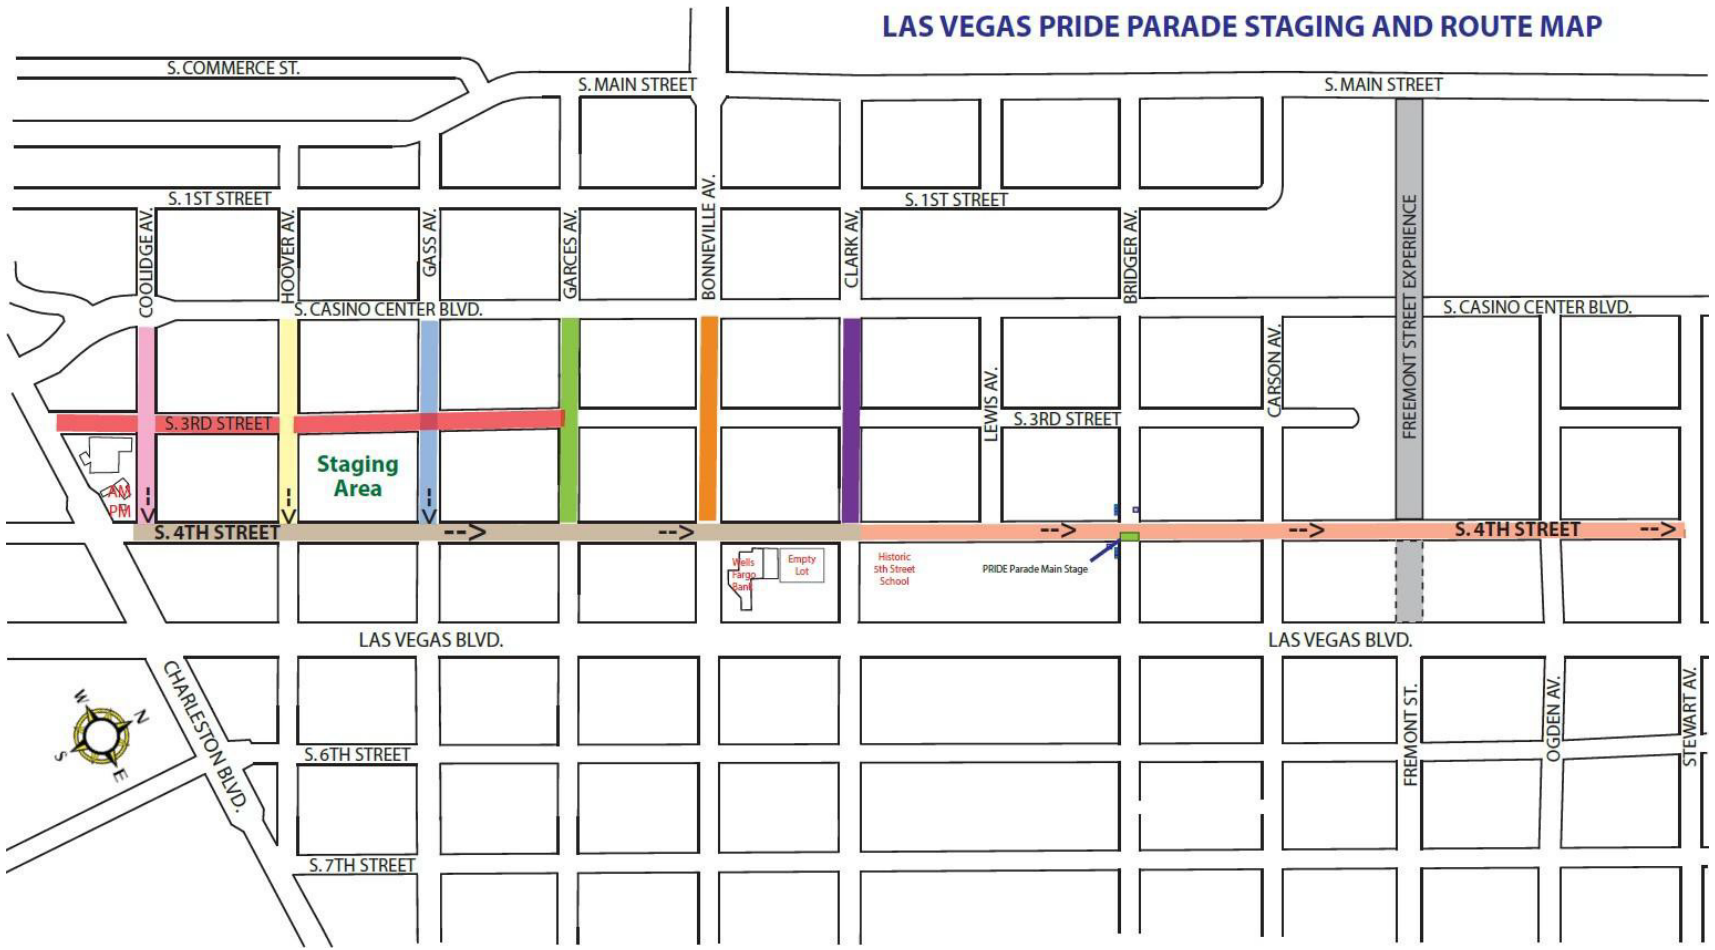 LAS VEGAS PRIDE PARADE STAGING AND ROUTE MAP
S. COMMERCE ST.
S. MAIN STREET
S. MAIN STREET
S. 1ST STREET
S. 1ST STREET
COOLIDGE AV.
HOOVER AV.
GASS AV.
GARCES AV.
BONNEVILLE AV.
CLARK AV,
BRIDGER AV.
FREEMONT STREET EXPERIENCE
S. CASINO CENTER BLVD.
S. CASINO CENTER BLVD.
LEWIS AV.
CARSON AV.
S. 3RD STREET
S. 3RD STREET
Staging
Area
AM
PM
S. 4TH STREET
-->
-->
-->
-->
S. 4TH STREET
-->
-->
-->
-->
Wells
Fargo
Bank
Empty
Lot
Historic
5th Street
School
PRIDE Parade Main Stage
LAS VEGAS BLVD.
LAS VEGAS BLVD.
CHARLESTON BLVD.
W
N
S
E
S. 6TH STREET
FREMONT ST.
OGDEN AV.
STEWART AV.
S. 7TH STREET